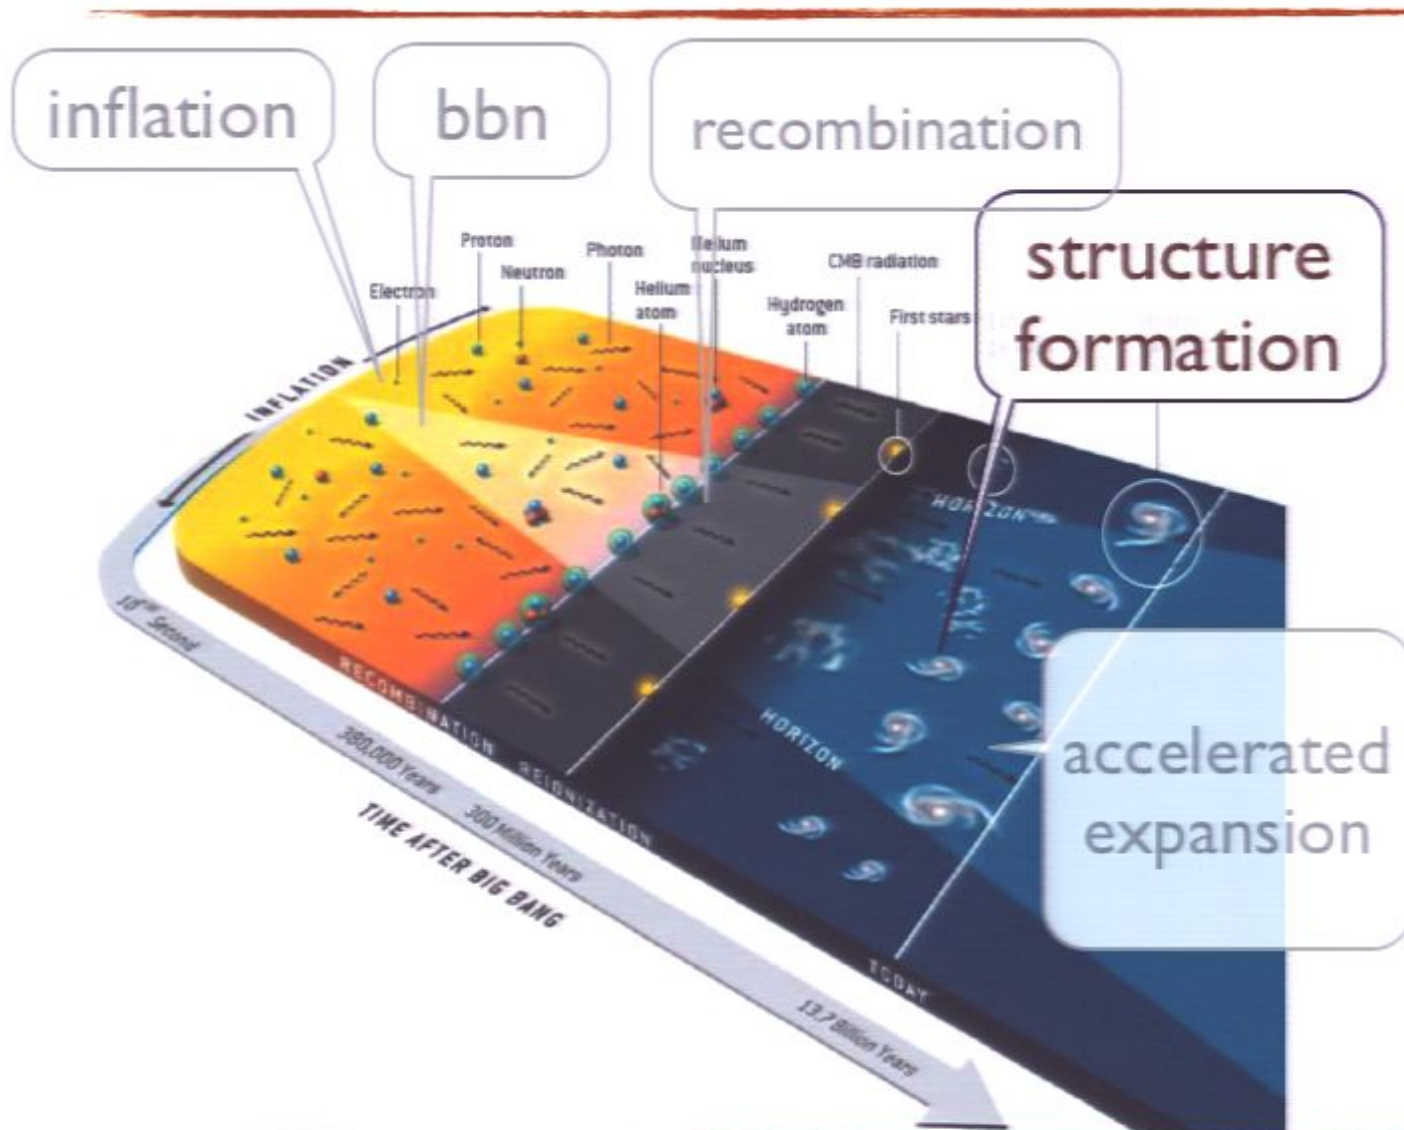 inflation
bbn
recombination
structure
formation
Proton
Photon
Helium
nucleus
CMB radiation
Neutron
Electron
Helium
atom
Hydrogen
atom
First stars
INFLATION
HORIZON
HORIZON
accelerated
expansion
Second
RECOMBINATION
380,000 Years
REIONIZATION
300 Million Years
TIME AFTER BIG BANG
TODAY
13.7 Billion Years